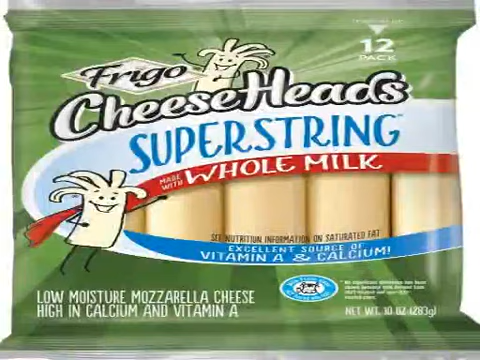 12
PACK
Frigo
CheeseHeads
SUPERSTRING
MADE
WITH
WHOLE MILK
SEE NUTRITION INFORMATION ON SATURATED FAT
EXCELLENT SOURCE OF
VITAMIN A & CALCIUM!
LOW MOISTURE MOZZARELLA CHEESE
HIGH IN CALCIUM AND VITAMIN A
NET WT. 10 OZ (283g)